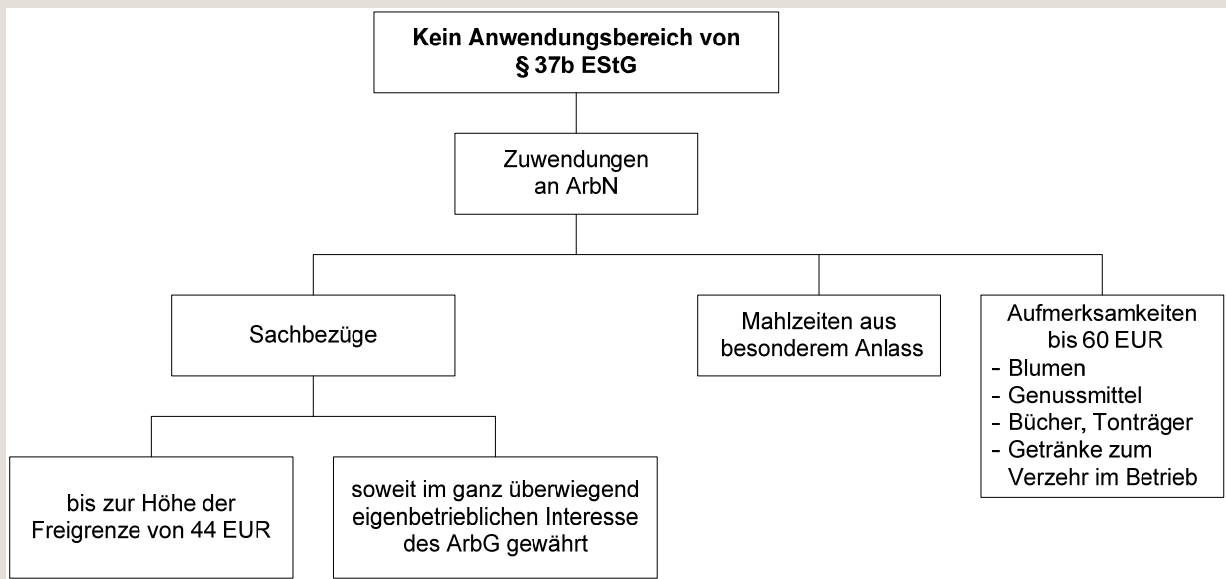 Kein Anwendungsbereich von
§ 37b EStG
Zuwendungen
an ArbN
Sachbezüge
Mahlzeiten aus
besonderem Anlass
Aufmerksamkeiten
bis 60 EUR
- Blumen
- Genussmittel
- Bücher, Tonträger
- Getränke zum
Verzehr im Betrieb
bis zur Höhe der
Freigrenze von 44 EUR
soweit im ganz überwiegend
eigenbetrieblichen Interesse
des ArbG gewährt